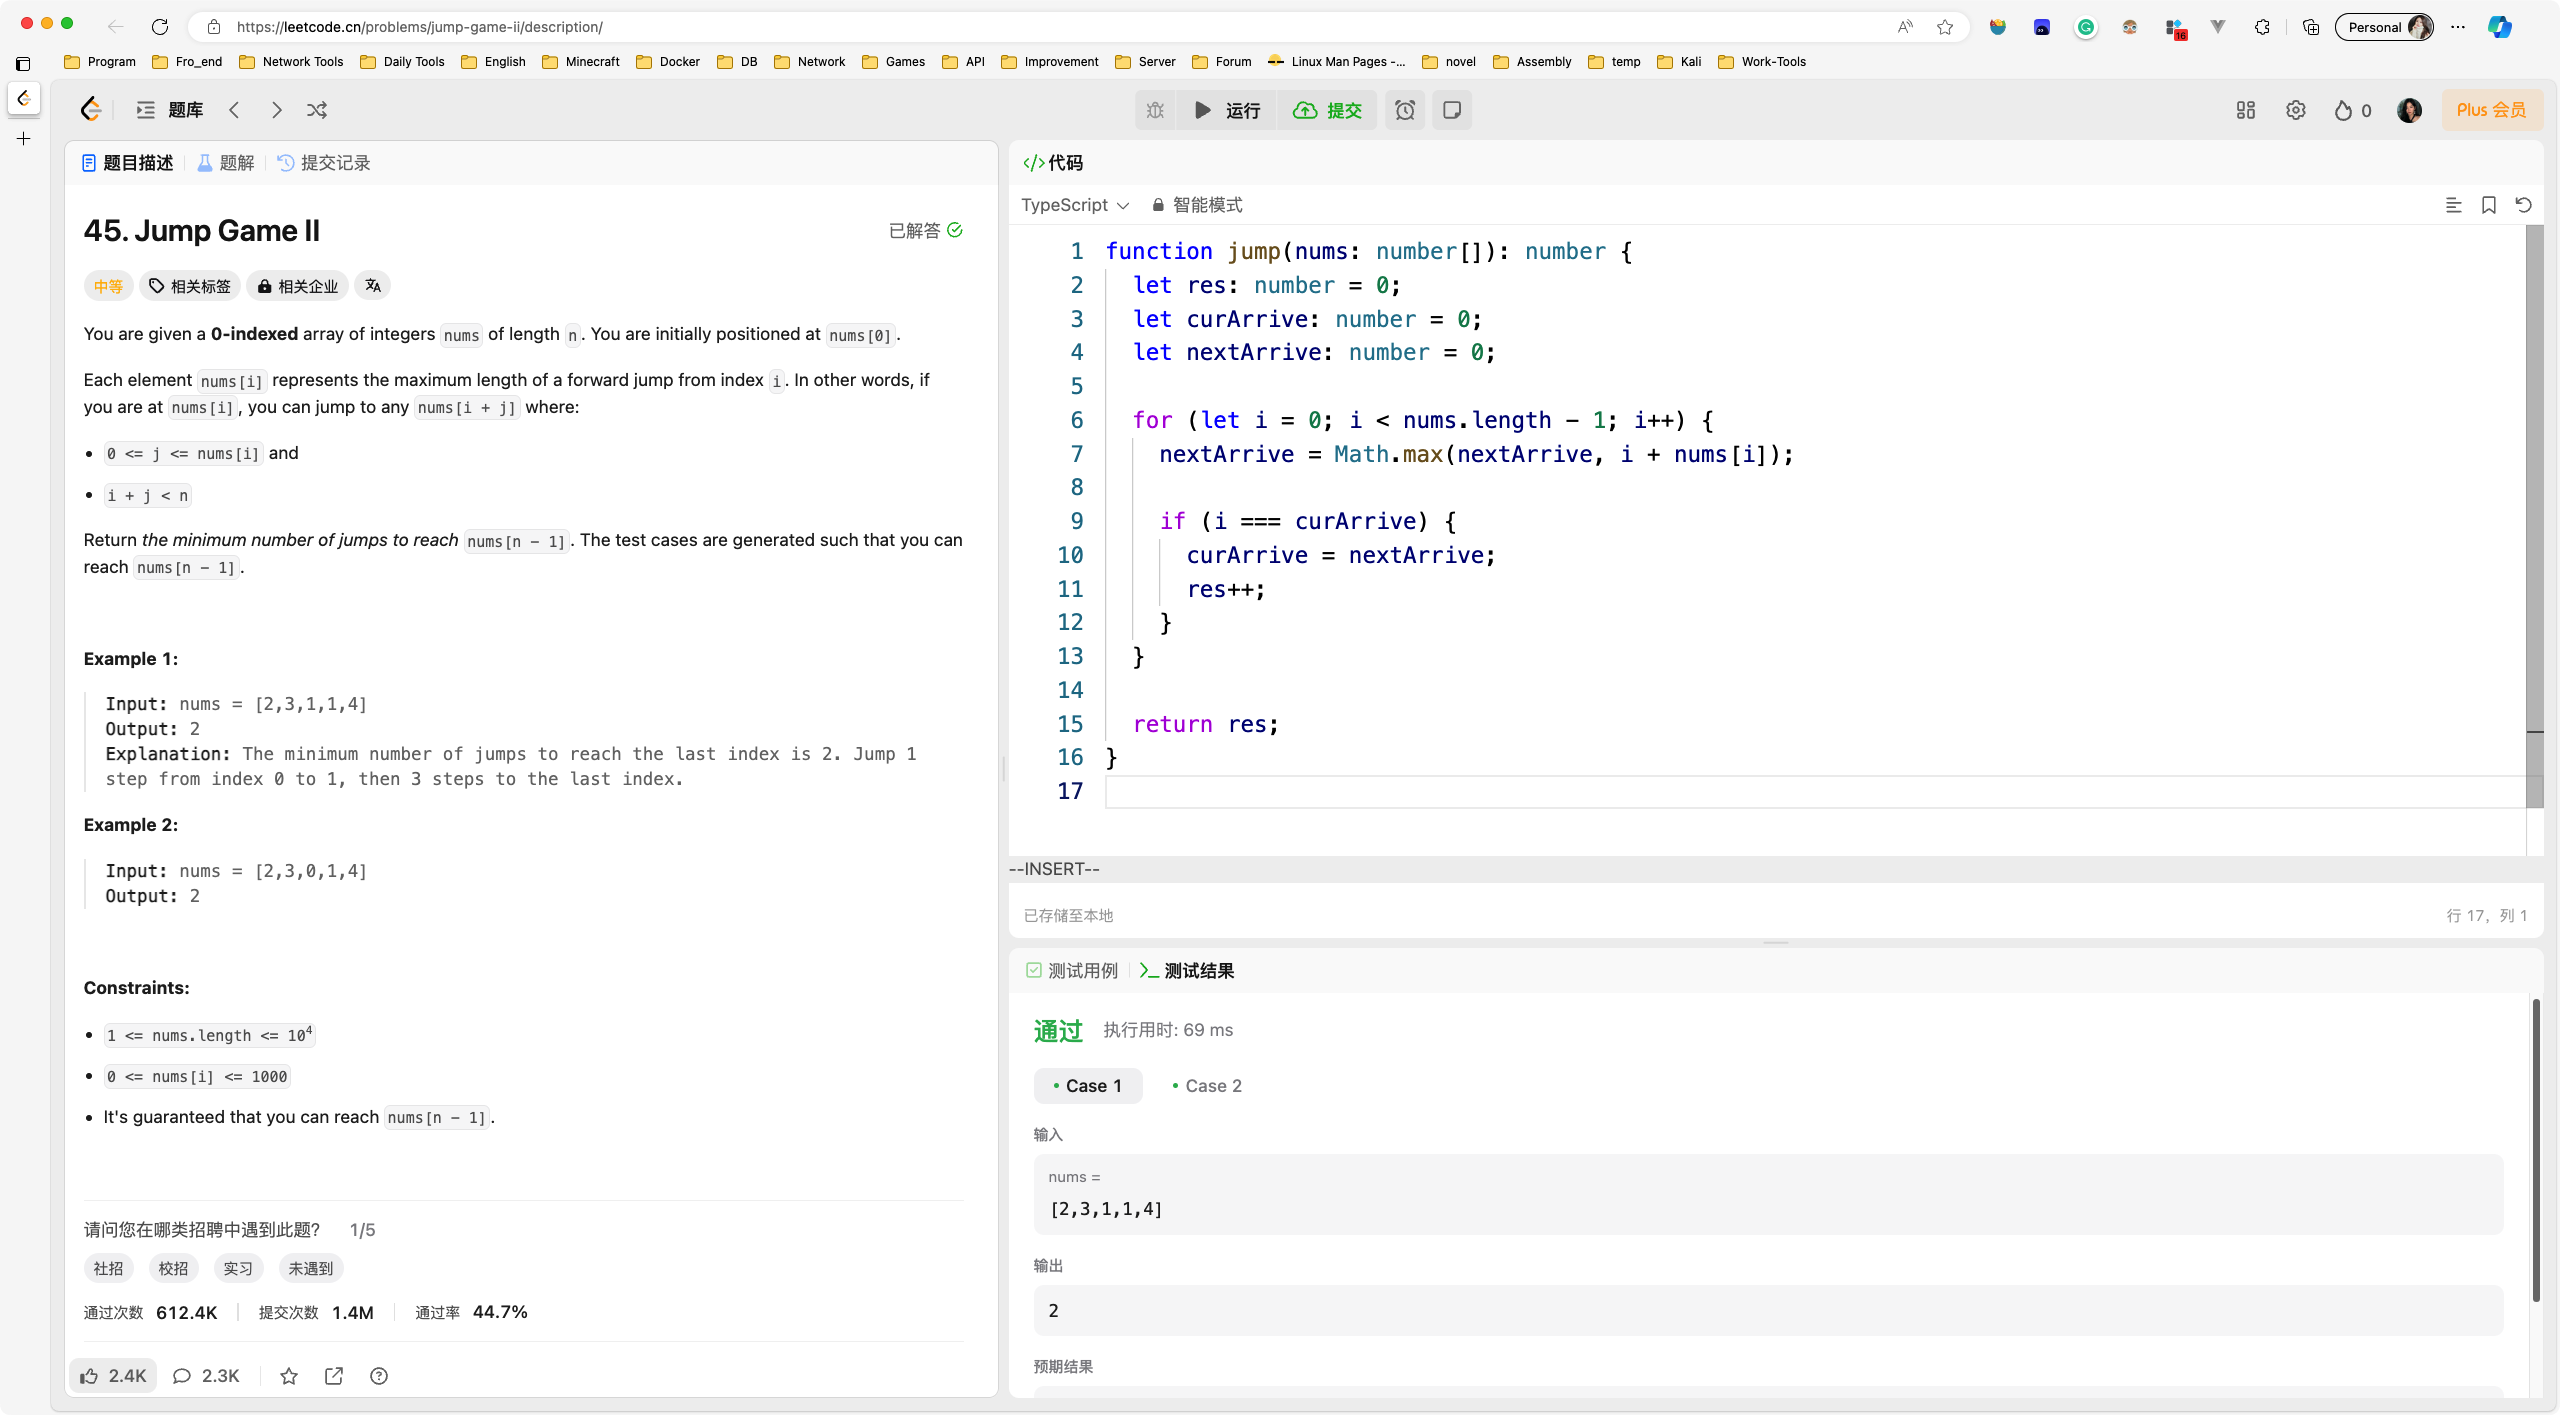 https://leetcode.cn/problems/jump-game-ii/description/
Personal
16
Program Fro_end Network Tools Daily Tools English Minecraft Docker DB Network Games API Improvement Server Forum Linux Man Pages -... novel Assembly temp Kali Work-Tools
题库
运行
提交
0
Plus 会员
题目描述
题解
提交记录
45. Jump Game II
已解答
中等
相关标签
相关企业
You are given a 0-indexed array of integers nums of length n. You are initially positioned at nums[0].
Each element nums[i] represents the maximum length of a forward jump from index i. In other words, if
you are at nums[i], you can jump to any nums[i + j] where:
• 0 <= j <= nums[i] and
• i + j < n
Return the minimum number of jumps to reach nums[n - 1]. The test cases are generated such that you can
reach nums[n - 1].
Example 1:
Input: nums = [2,3,1,1,4]
Output: 2
Explanation: The minimum number of jumps to reach the last index is 2. Jump 1
step from index 0 to 1, then 3 steps to the last index.
Example 2:
Input: nums = [2,3,0,1,4]
Output: 2
Constraints:
• 1 <= nums.length <= 10⁴
• 0 <= nums[i] <= 1000
• It's guaranteed that you can reach nums[n - 1].
请问您在哪类招聘中遇到此题? 1/5
社招 校招 实习 未遇到
通过次数 612.4K 提交次数 1.4M 通过率 44.7%
2.4K 2.3K
</> 代码
TypeScript 智能模式
1 function jump(nums: number[]): number {
2 let res: number = 0;
3 let curArrive: number = 0;
4 let nextArrive: number = 0;
5
6 for (let i = 0; i < nums.length - 1; i++) {
7 nextArrive = Math.max(nextArrive, i + nums[i]);
8
9 if (i === curArrive) {
10 curArrive = nextArrive;
11 res++;
12 }
13 }
14
15 return res;
16 }
17
--INSERT--
已存储至本地
行 17, 列 1
测试用例
>_ 测试结果
通过 执行用时: 69 ms
• Case 1 • Case 2
输入
nums =
[2,3,1,1,4]
输出
2
预期结果